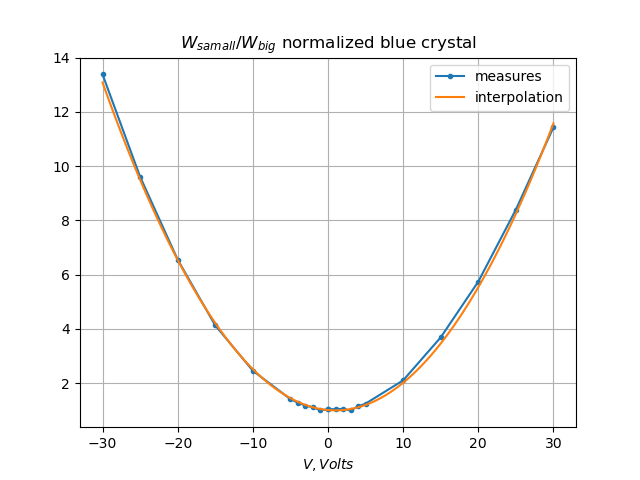 W_samall/W_big normalized blue crystal
measures
interpolation
14
12
10
8
6
4
2
−30 −20 −10 0 10 20 30
V, Volts